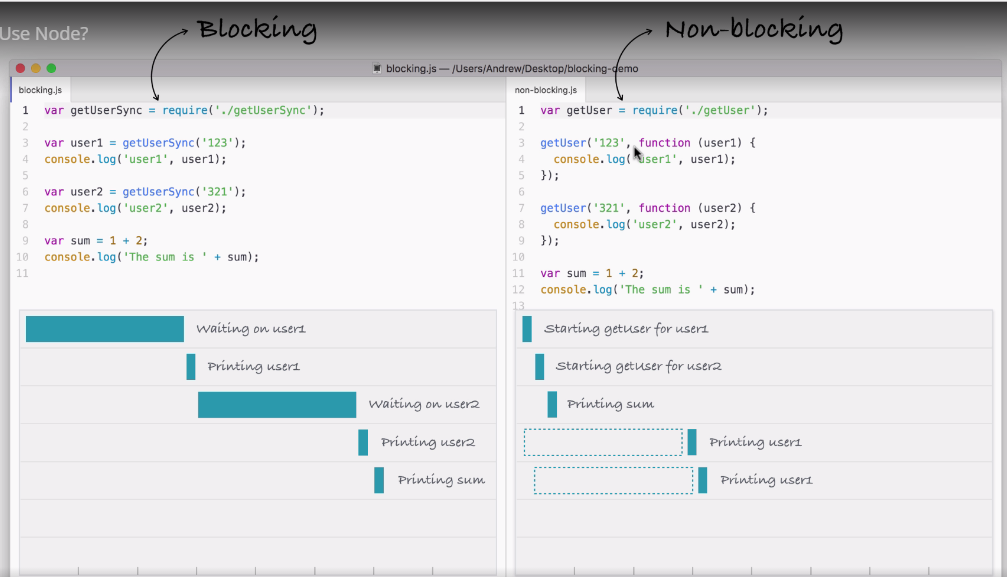 Use Node?
Blocking
Non-blocking
blocking.js — /Users/Andrew/Desktop/blocking-demo
blocking.js
1 var getUserSync = require('./getUserSync');
2
3 var user1 = getUserSync('123');
4 console.log('user1', user1);
5
6 var user2 = getUserSync('321');
7 console.log('user2', user2);
8
9 var sum = 1 + 2;
10 console.log('The sum is ' + sum);
11
Waiting on user1
Printing user1
Waiting on user2
Printing user2
Printing sum
non-blocking.js
1 var getUser = require('./getUser');
2
3 getUser('123', function (user1) {
4 console.log('user1', user1);
5 });
6
7 getUser('321', function (user2) {
8 console.log('user2', user2);
9 });
10
11 var sum = 1 + 2;
12 console.log('The sum is ' + sum);
13
Starting getUser for user1
Starting getUser for user2
Printing sum
Printing user1
Printing user1